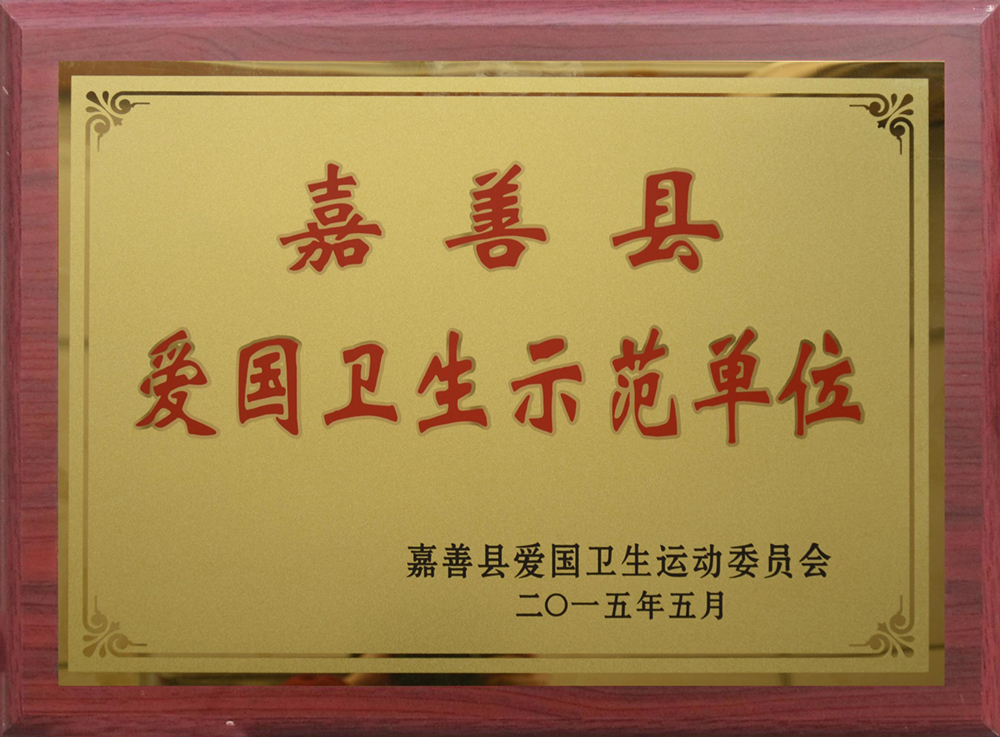 嘉善县
爱国卫生示范单位
嘉善县爱国卫生运动委员会
二〇一五年五月